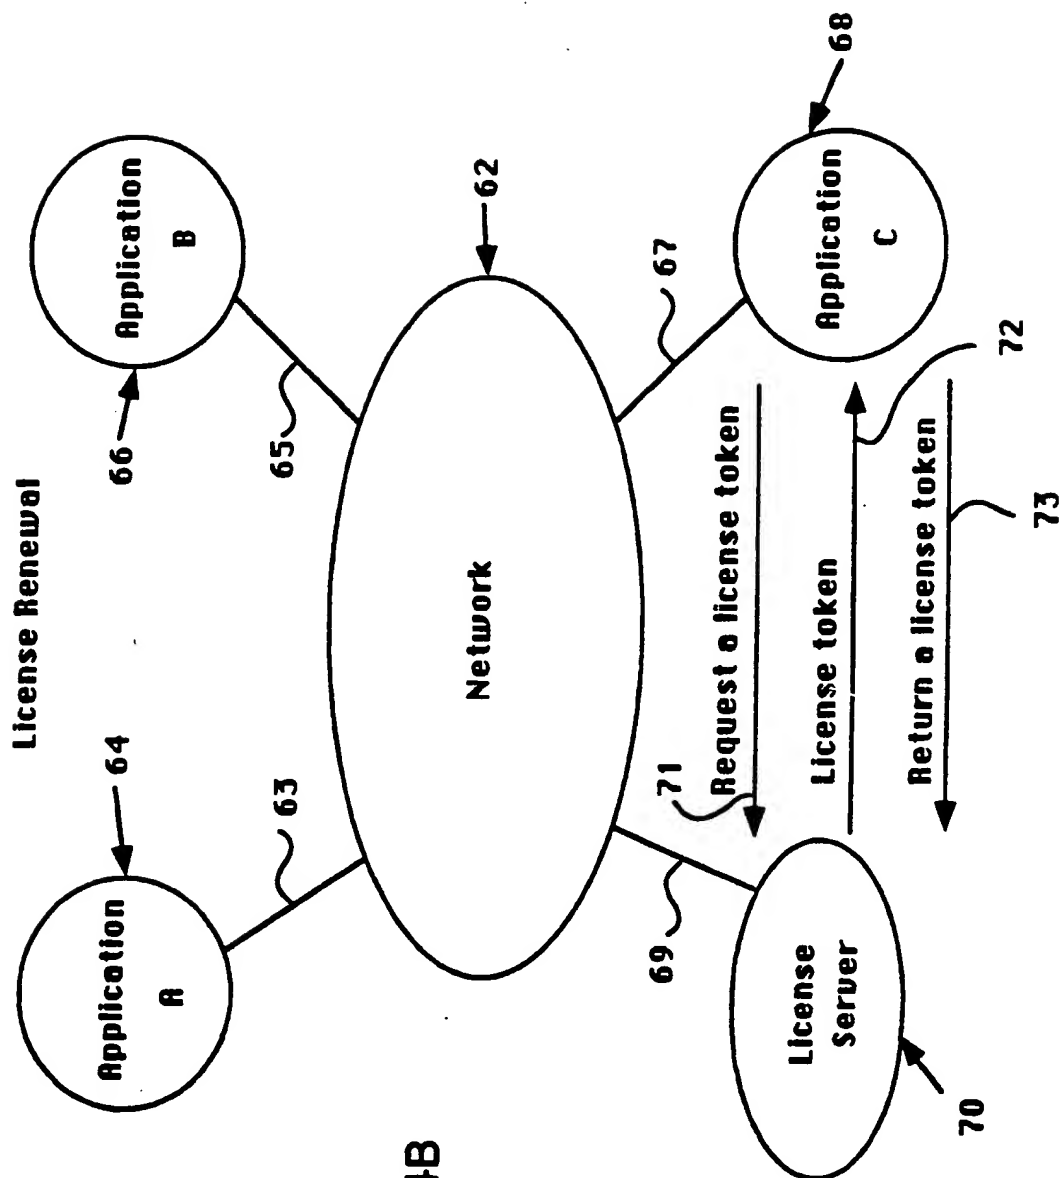 License Renewal
Application
A
64
66
Application
B
63
65
B
Network
62
69
71
67
Request a license token
License
Server
License token
Application
C
68
Return a license token
70
72
73